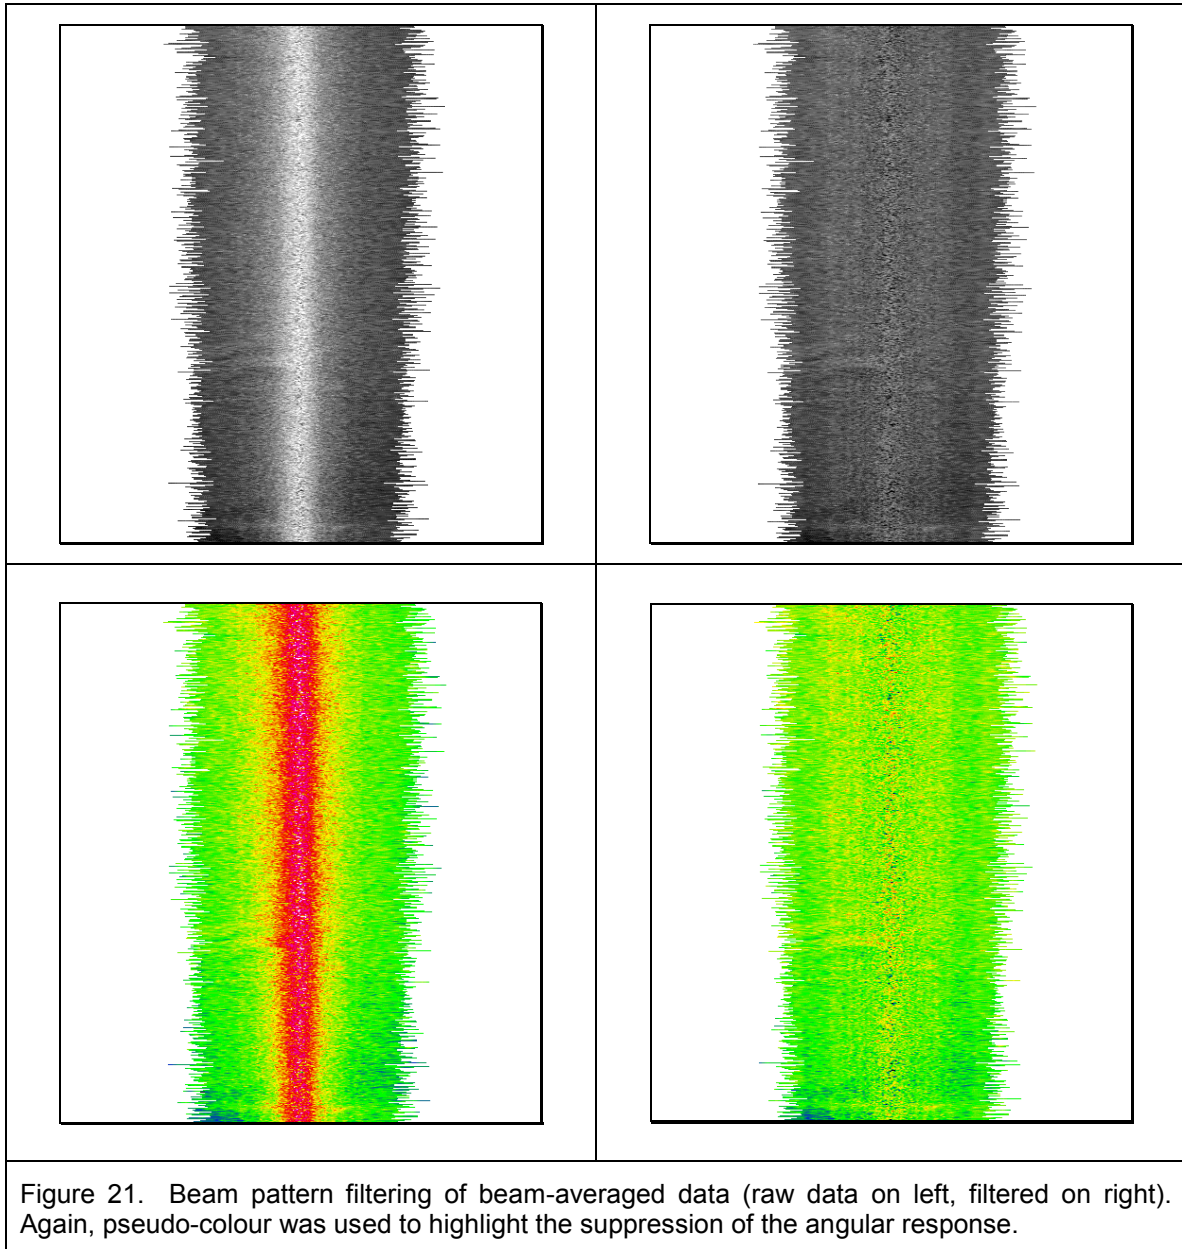 Figure 21. Beam pattern filtering of beam-averaged data (raw data on left, filtered on right).
Again, pseudo-colour was used to highlight the suppression of the angular response.